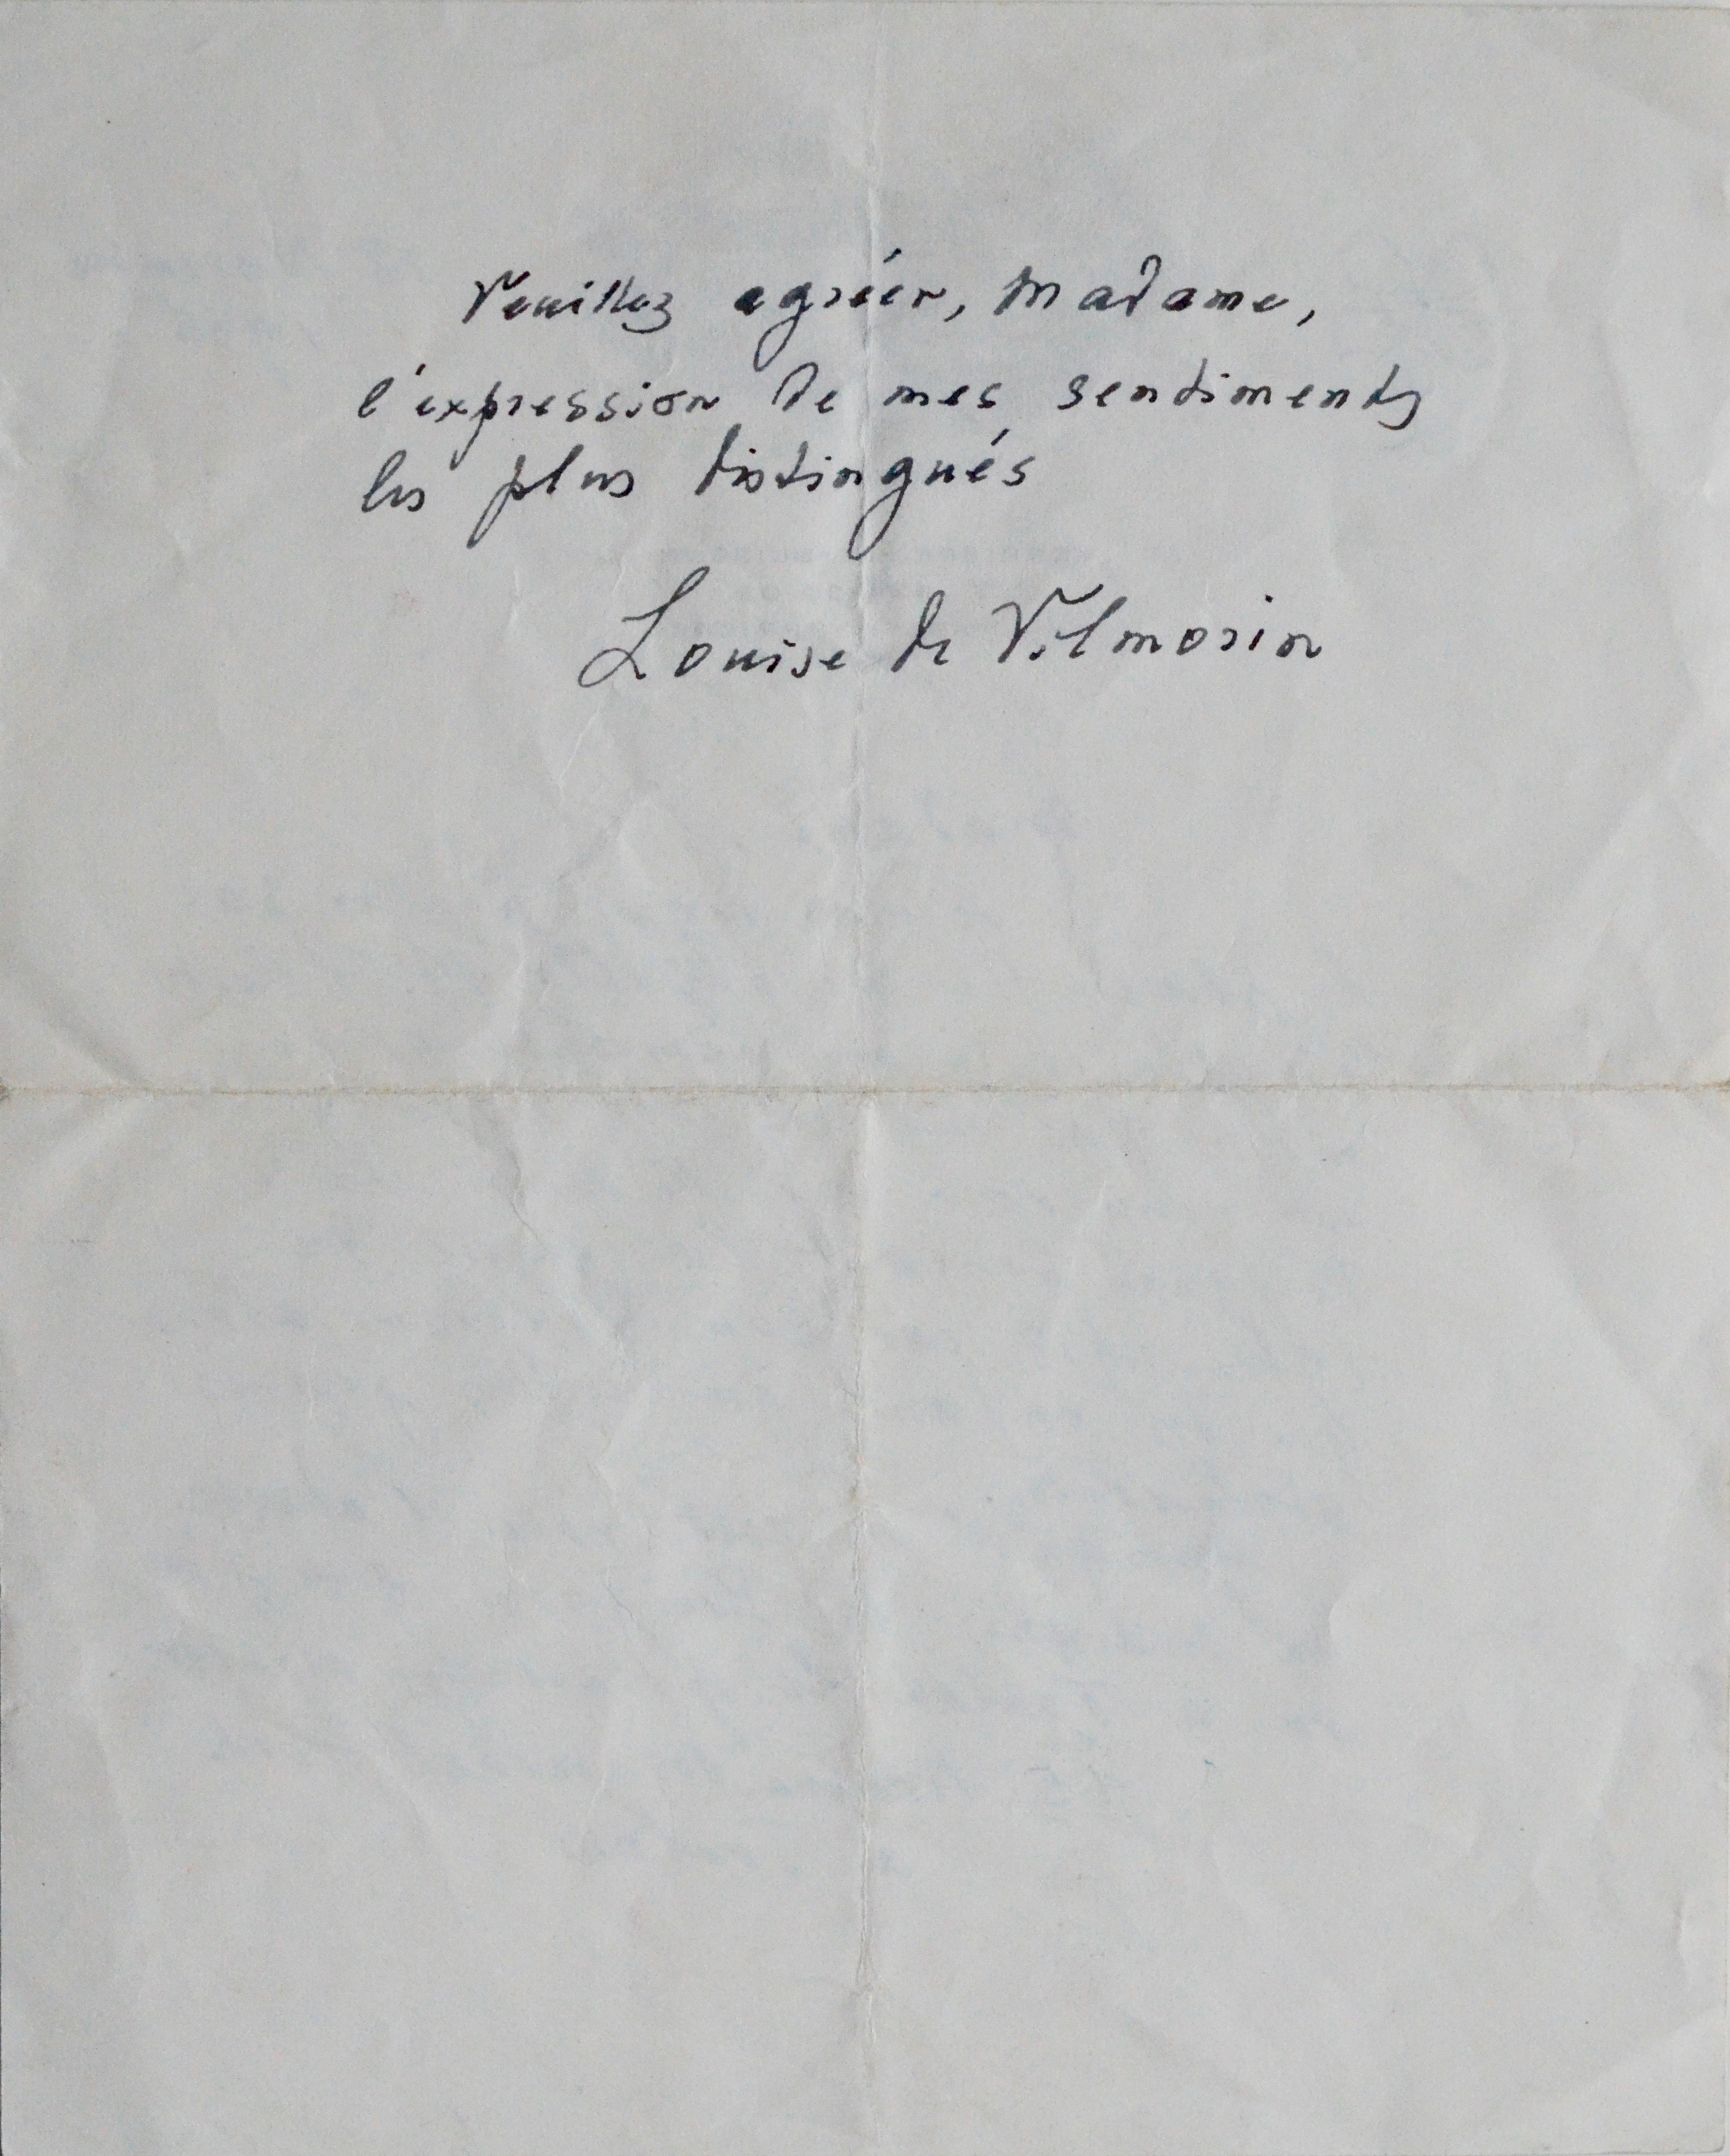 Veuillez agréer, Madame,
l'expression de mes sentiments
les plus distingués
Louise de Vilmorin